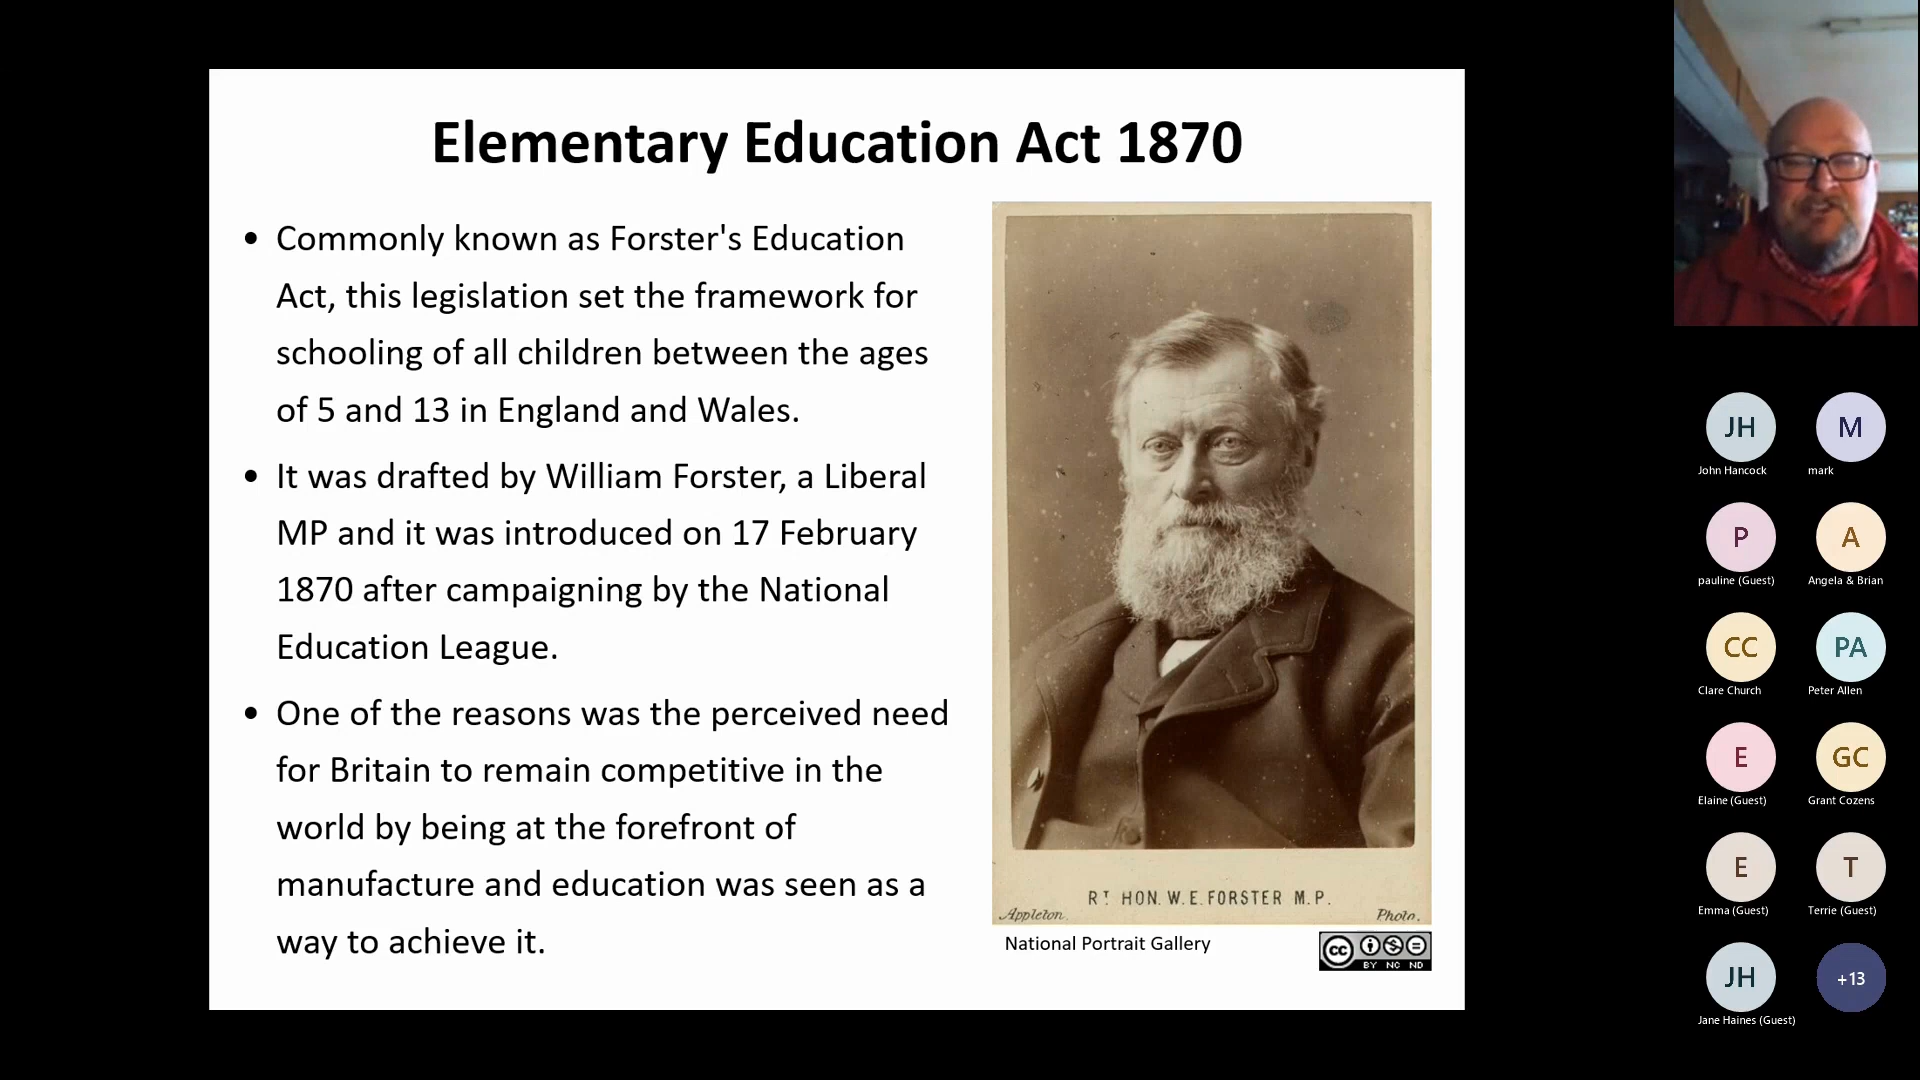 Elementary Education Act 1870
• Commonly known as Forster's Education
Act, this legislation set the framework for
schooling of all children between the ages
of 5 and 13 in England and Wales.
• It was drafted by William Forster, a Liberal
MP and it was introduced on 17 February
1870 after campaigning by the National
Education League.
• One of the reasons was the perceived need
for Britain to remain competitive in the
world by being at the forefront of
manufacture and education was seen as a
way to achieve it.
RT HON. W.E. FORSTER M.P.
Appleton. Photo.
National Portrait Gallery
cc
BY NC ND
JH M
John Hancock mark
P A
pauline (Guest) Angela & Brian
CC PA
Clare Church Peter Allen
E GC
Elaine (Guest) Grant Cozens
E T
Emma (Guest) Terrie (Guest)
JH +13
Jane Haines (Guest)